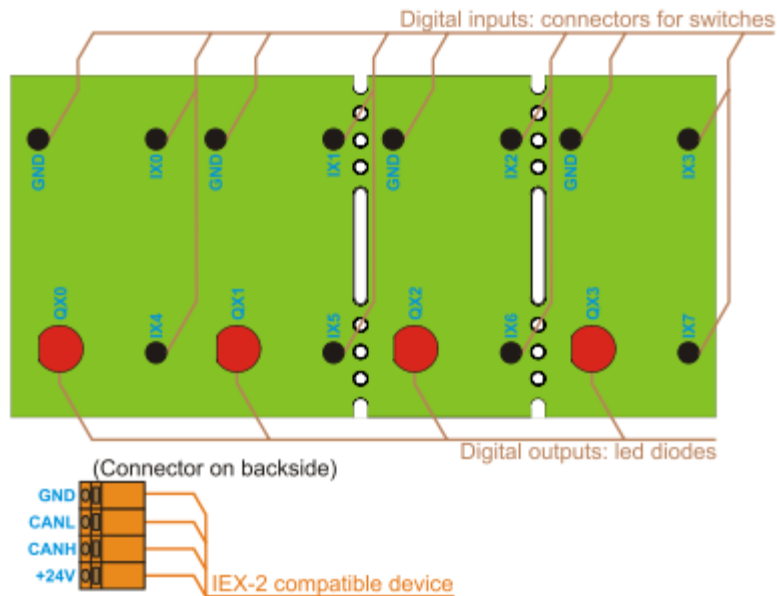 Digital inputs: connectors for switches
GND
IX0
GND
IX1
GND
IX2
GND
IX3
QX0
IX4
QX1
IX5
QX2
IX6
QX3
IX7
Digital outputs: led diodes
(Connector on backside)
GND
CANL
CANH
+24V
IEX-2 compatible device